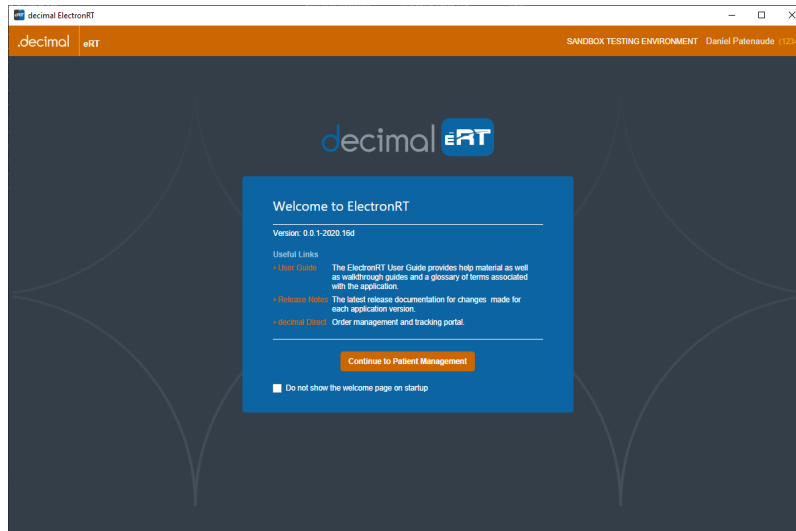 decimal ElectronRT
.decimal eRT SANDBOX TESTING ENVIRONMENT Daniel Patenaude (1234
decimal eRT
Welcome to ElectronRT
Version: 0.0.1-2020.16d
Useful Links
User Guide The ElectronRT User Guide provides help material as well
as walkthrough guides and a glossary of terms associated
with the application.
Release Notes The latest release documentation for changes made for
each application version.
decimal Direct Order management and tracking portal.
Continue to Patient Management
Do not show the welcome page on startup